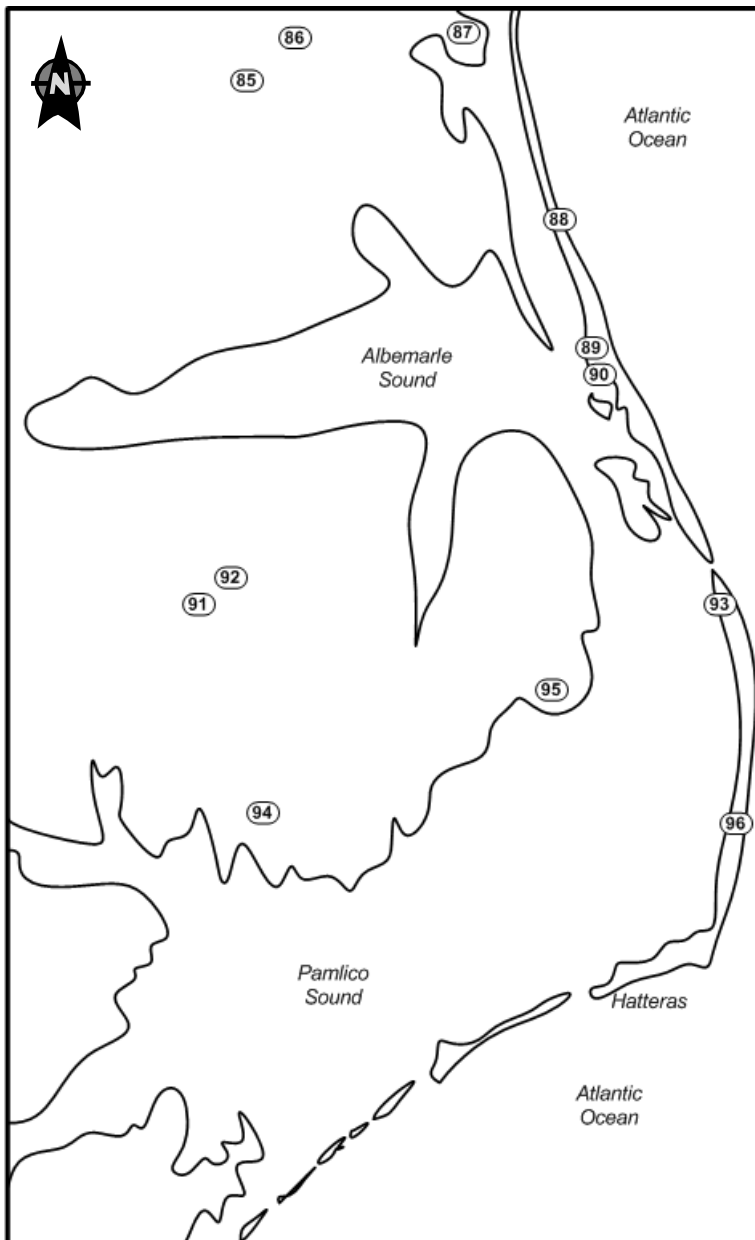 87
86
85
N
Atlantic
Ocean
88
89
Albemarle
Sound
90
92
91
93
95
94
96
Pamlico
Sound
Hatteras
Atlantic
Ocean